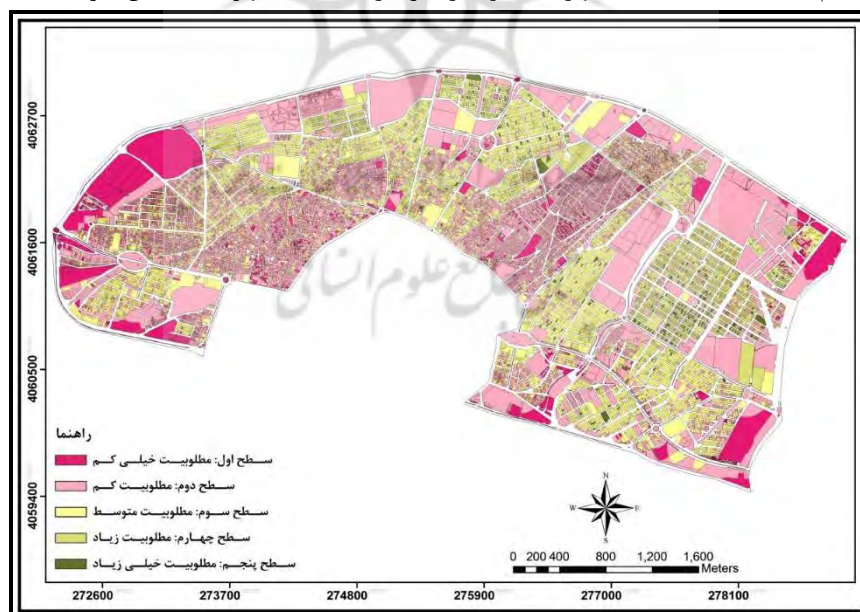 4062700
4061600
4060500
4059400
راهنما
سطح اول: مطلوبیت خیلی کم
سطح دوم: مطلوبیت کم
سطح سوم: مطلوبیت متوسط
سطح چهارم: مطلوبیت زیاد
سطح پنجم: مطلوبیت خیلی زیاد
N
W E
S
0 200 400 800 1,200 1,600
Meters
272600 273700 274800 275900 277000 278100
علوم انسانی